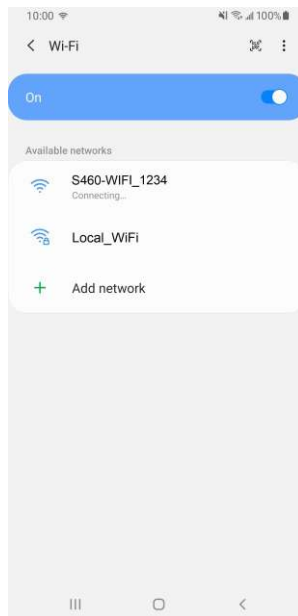 10:00
100%
Wi-Fi
On
Available networks
S460-WIFI_1234
Connecting...
Local_WiFi
Add network